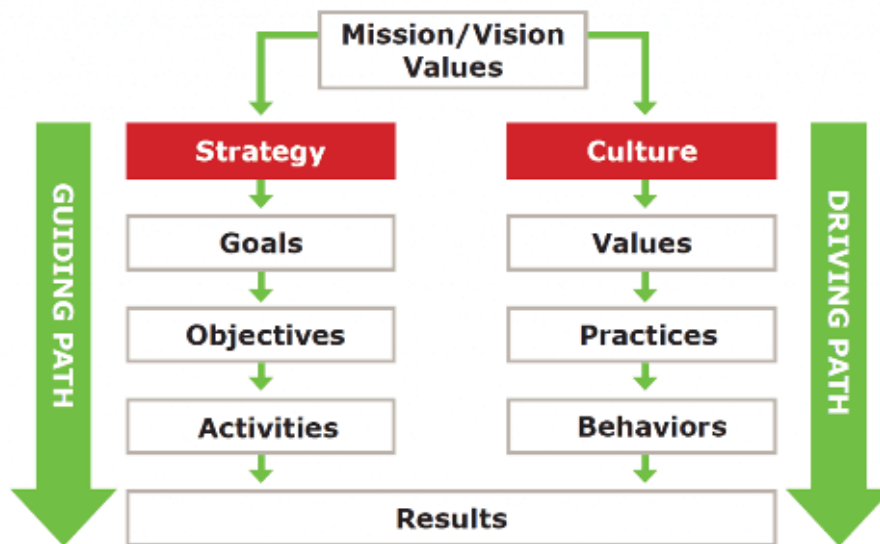 Mission/Vision
Values
Strategy
Culture
GUIDING PATH
DRIVING PATH
Goals
Values
Objectives
Practices
Activities
Behaviors
Results